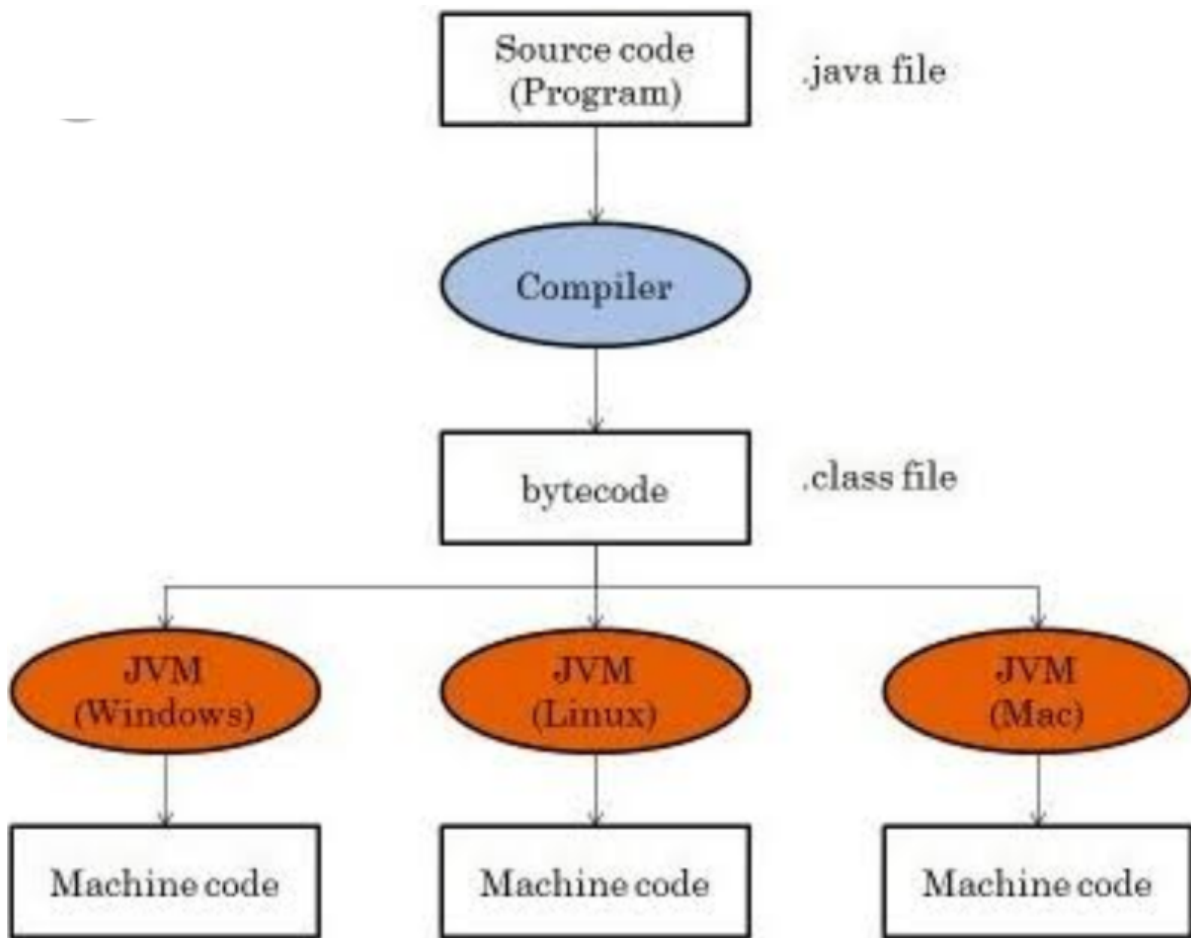 Source code
(Program)
.java file
Compiler
bytecode
.class file
JVM
(Windows)
JVM
(Linux)
JVM
(Mac)
Machine code
Machine code
Machine code